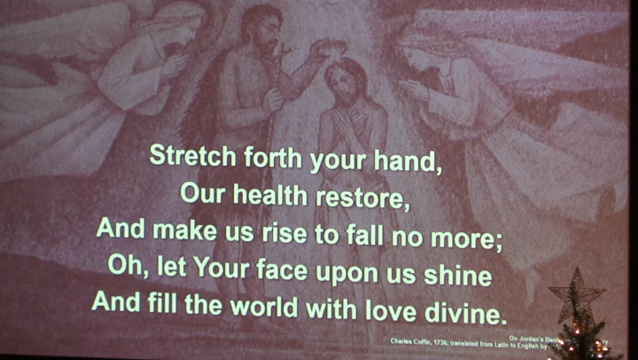 Stretch forth your hand,
Our health restore,
And make us rise to fall no more;
Oh, let Your face upon us shine
And fill the world with love divine.
On Jordan's
Charles Coffin, 1736; translated from Latin to English by